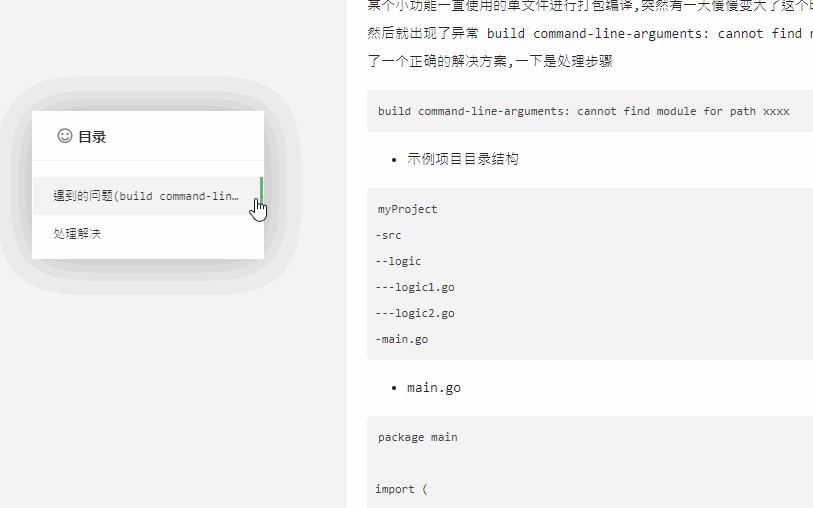 目录
遇到的问题(build command-lin…
处理解决
某个小功能一直使用的单文件进行打包编译,突然有一天慢慢变大了这个
然后就出现了异常 build command-line-arguments: cannot find
了一个正确的解决方案,一下是处理步骤
build command-line-arguments: cannot find module for path xxxx
• 示例项目目录结构
myProject
-src
--logic
---logic1.go
---logic2.go
-main.go
• main.go
package main
import (